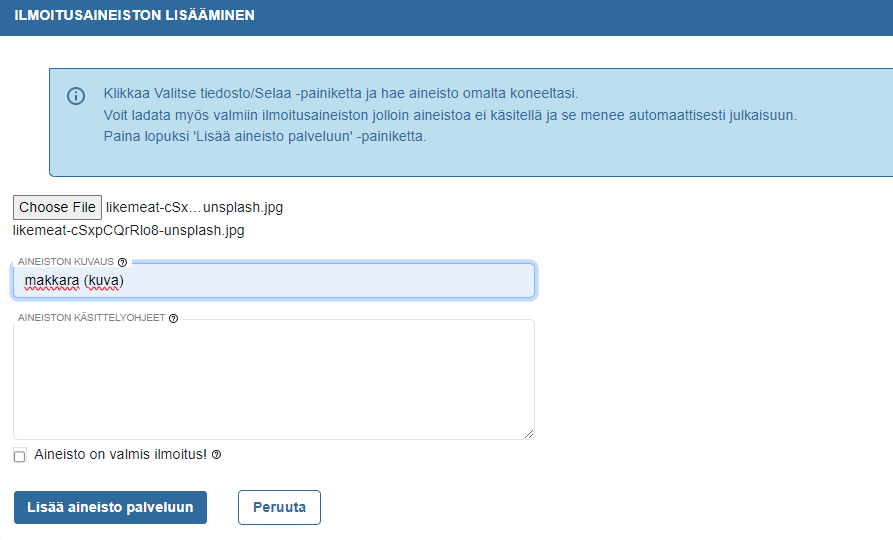 ILMOITUSAINEISTON LISÄÄMINEN
Klikkaa Valitse tiedosto/Selaa -painiketta ja hae aineisto omalta koneeltasi.
Voit ladata myös valmiin ilmoitusaineiston jolloin aineistoa ei käsitellä ja se menee automaattisesti julkaisuun.
Paina lopuksi 'Lisää aineisto palveluun' -painiketta.
Choose File likemeat-cSx…unsplash.jpg
likemeat-cSxpCQrRlo8-unsplash.jpg
AINEISTON KUVAUS
makkara (kuva)
AINEISTON KÄSITTELYOHJEET
Aineisto on valmis ilmoitus!
Lisää aineisto palveluun Peruuta